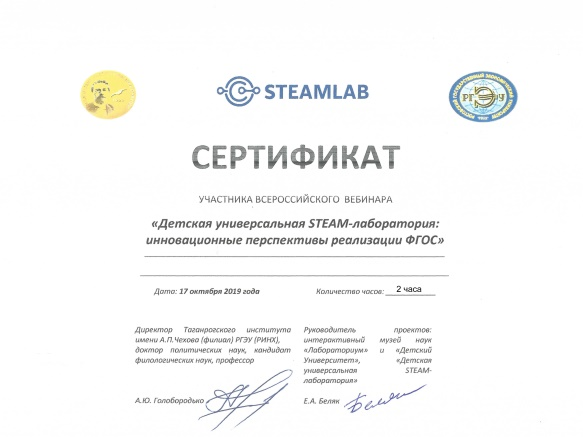 STEAMLAB
РГЭУ
СЕРТИФИКАТ
УЧАСТНИКА ВСЕРОССИЙСКОГО ВЕБИНАРА
«Детская универсальная STEAM-лаборатория:
инновационные перспективы реализации ФГОС»
Дата: 17 октября 2019 года
Количество часов: 2 часа
Директор Таганрогского института
имени А.П.Чехова (филиал) РГЭУ (РИНХ),
доктор политических наук, кандидат
филологических наук, профессор
А.Ю. Голобородько
Руководитель проектов:
интерактивный музей наук
«Лабораториум» и «Детский
Университет», «Детская
универсальная STEAM-
лаборатория»
Е.А. Беляк